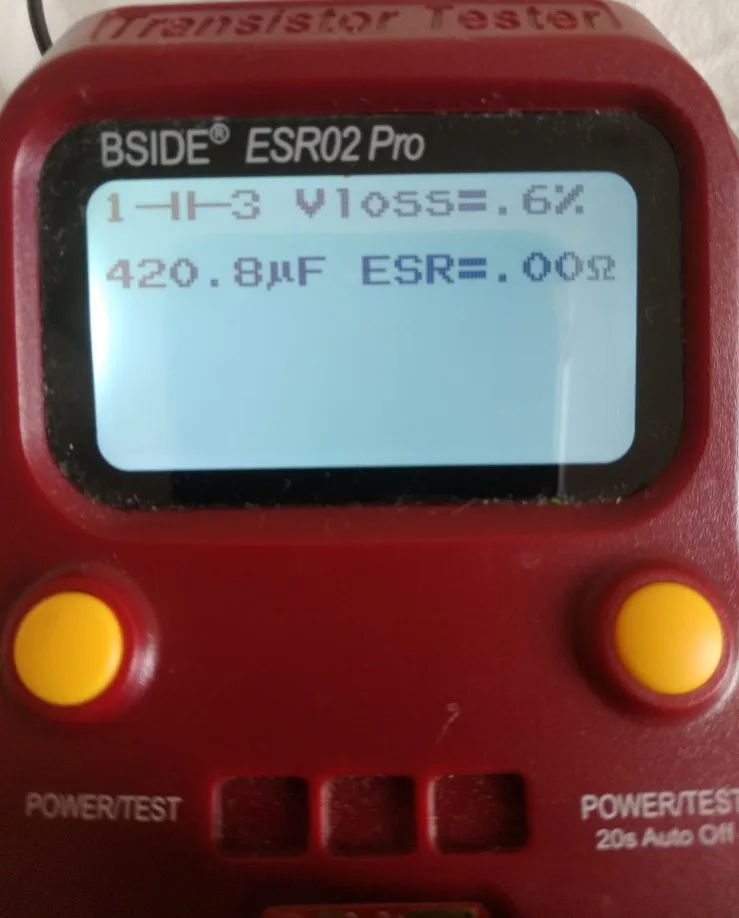 Transistor Tester
BSIDE® ESR02 Pro
1 3 Vloss=.6%
420.8µF ESR=.00Ω
POWER/TEST
POWER/TEST
20s Auto Off